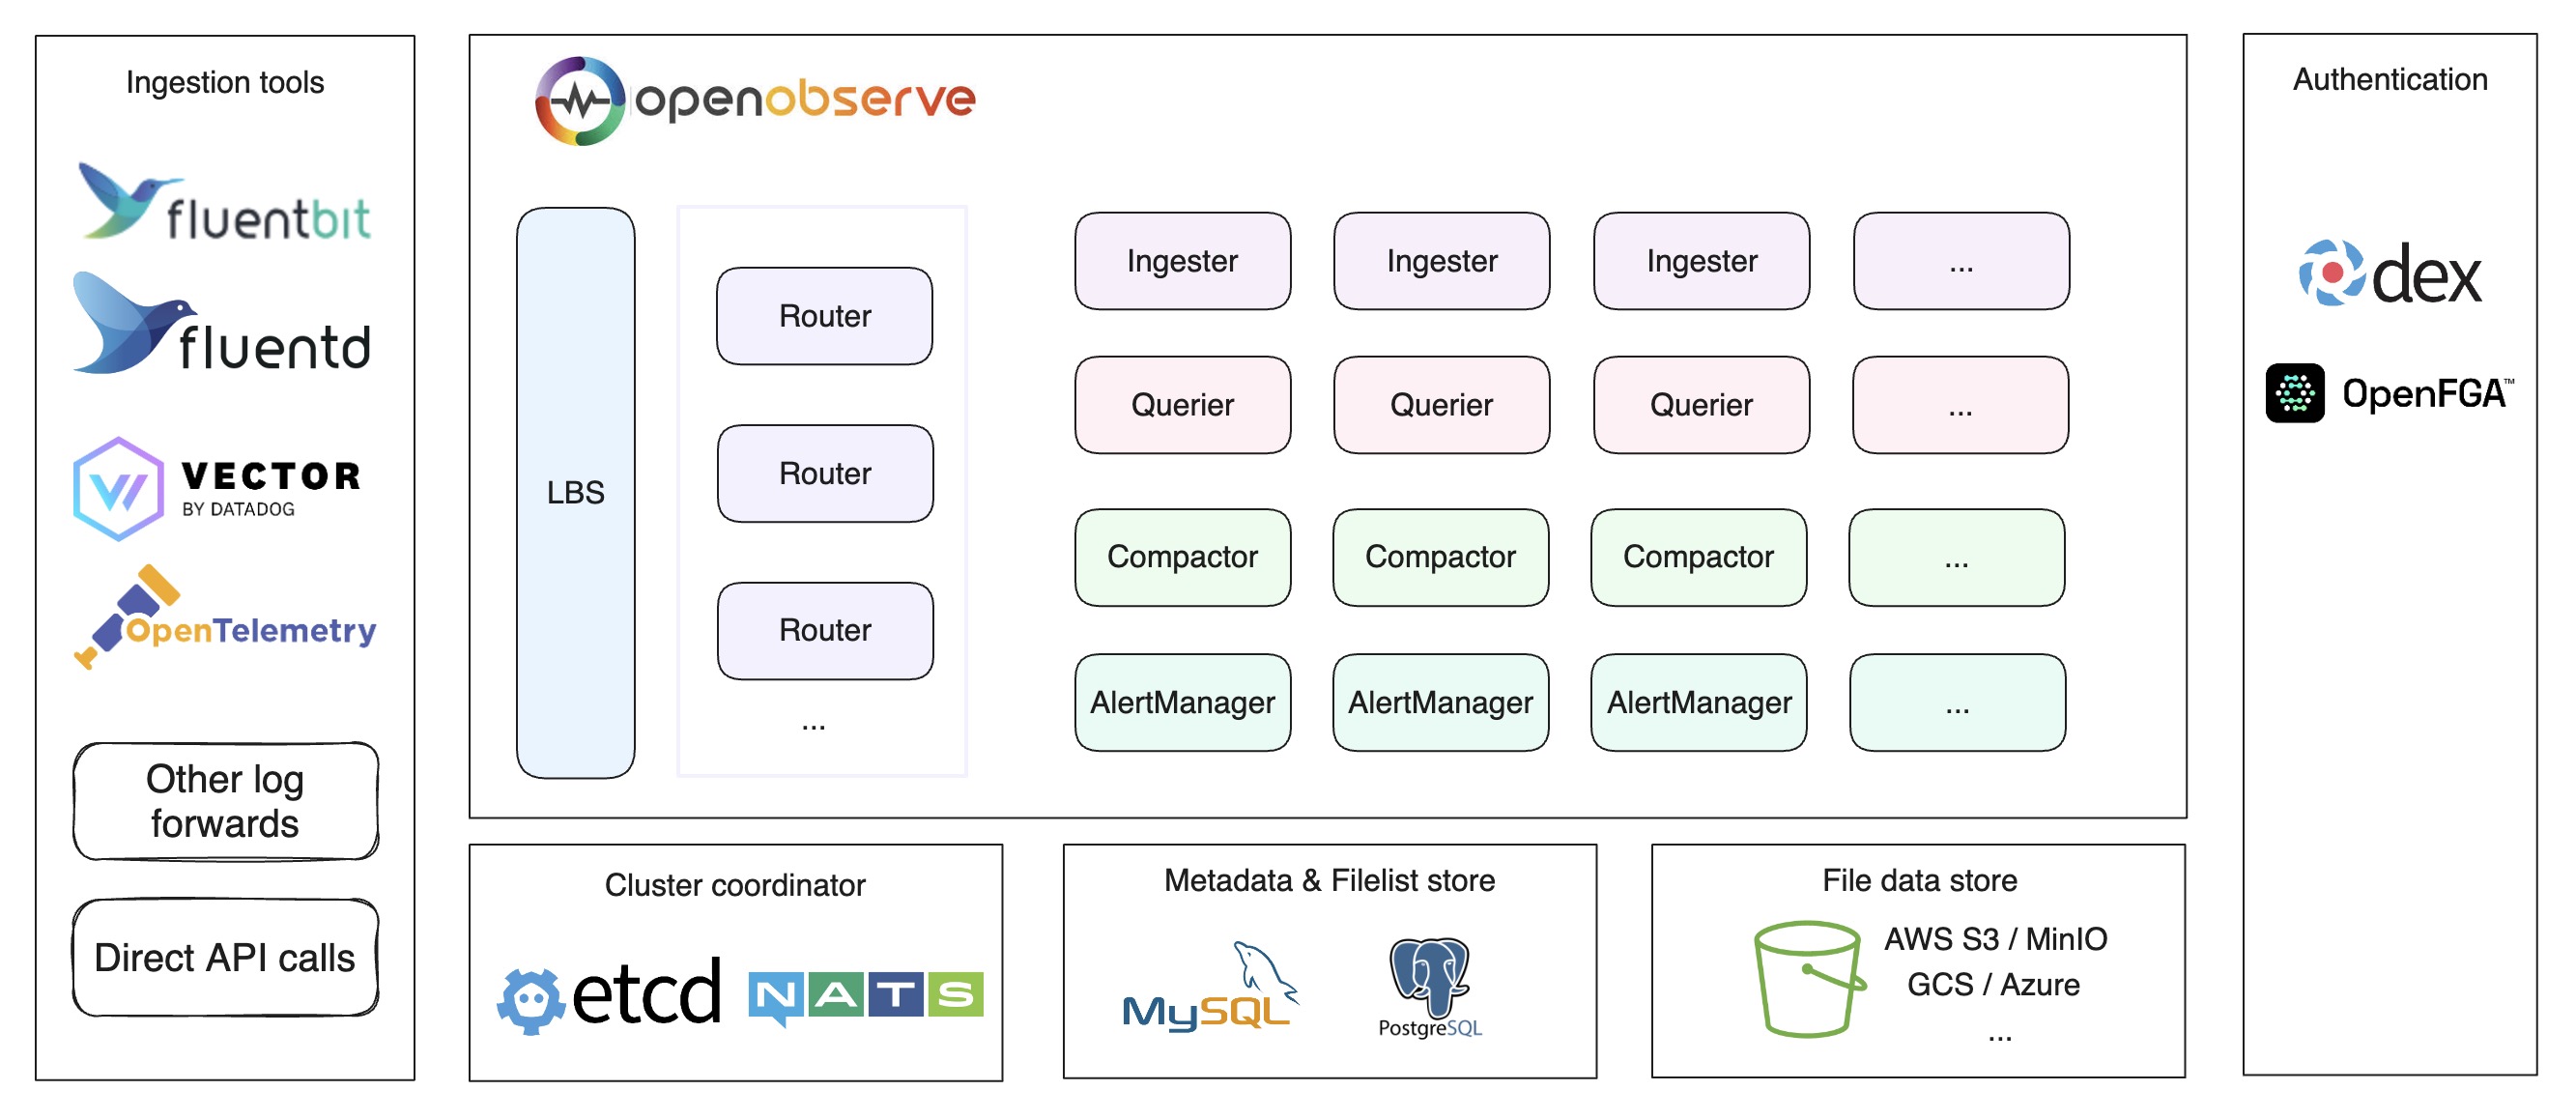 Ingestion tools
fluentbit
fluentd
VECTOR
BY DATADOG
OpenTelemetry
Other log
forwards
Direct API calls
openobserve
LBS
Router
Router
Router
...
Ingester
Ingester
Ingester
...
Querier
Querier
Querier
...
Compactor
Compactor
Compactor
...
AlertManager
AlertManager
AlertManager
...
Cluster coordinator
etcd
NATS
Metadata & Filelist store
MySQL
PostgreSQL
File data store
AWS S3 / MinIO
GCS / Azure
...
Authentication
dex
OpenFGA™